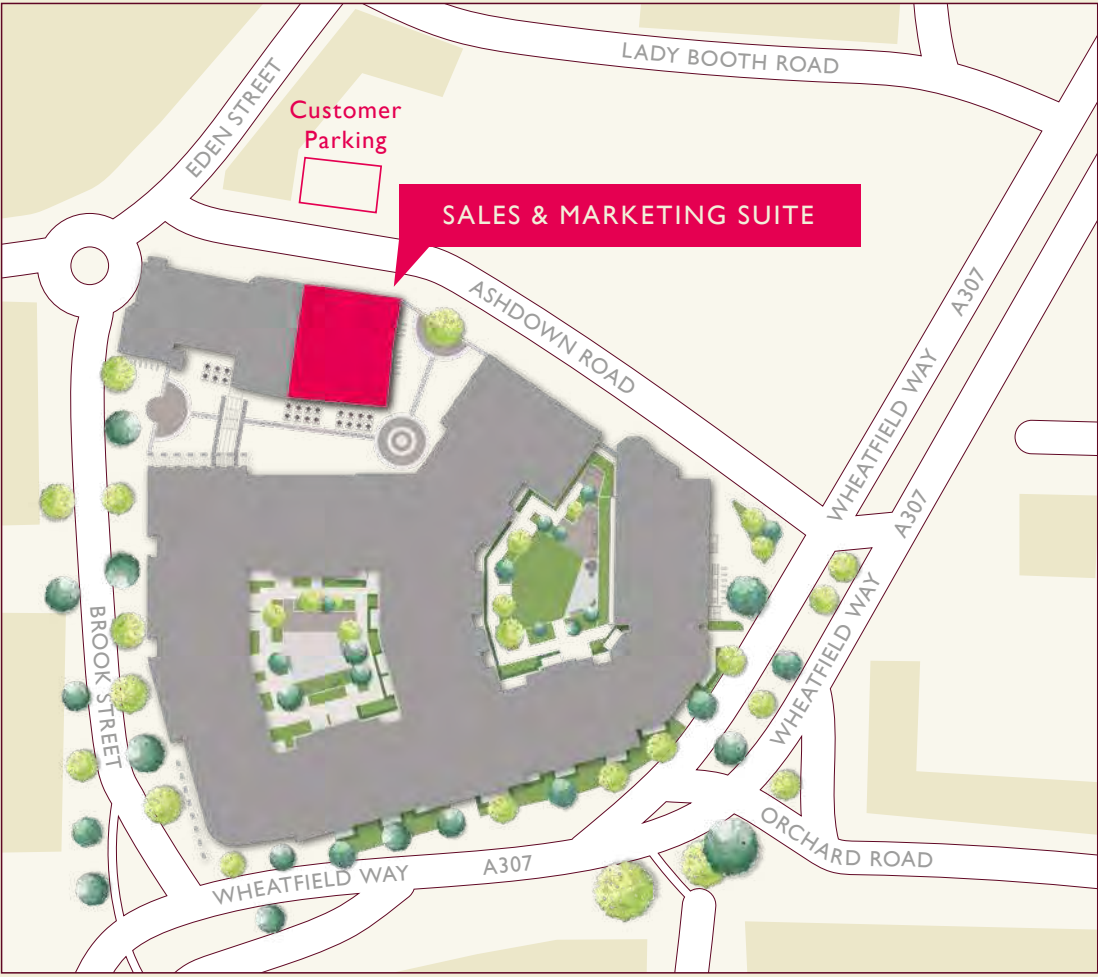 LADY BOOTH ROAD
EDEN STREET
Customer
Parking
SALES & MARKETING SUITE
ASHDOWN ROAD
A307
WHEATFIELD WAY
A307
WHEATFIELD WAY
BROOK STREET
ORCHARD ROAD
WHEATFIELD WAY
A307